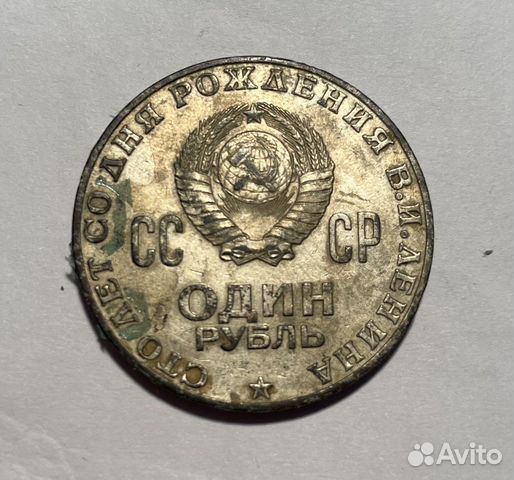 СТО ЛЕТ СО ДНЯ РОЖДЕНИЯ В.И.ЛЕНИНА
СС СР
ОДИН
РУБЛЬ
Avito